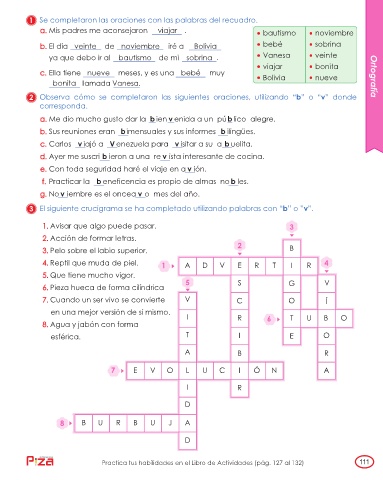 1 Se completaron las oraciones con las palabras del recuadro.
a. Mis padres me aconsejaron viajar .
b. El día veinte de noviembre iré a Bolivia
ya que debo ir al bautismo de mi sobrina .
c. Ella tiene nueve meses, y es una bebé muy
bonita llamada Vanesa.
• bautismo • noviembre
• bebé • sobrina
• Vanesa • veinte
• viajar • bonita
• Bolivia • nueve
Ortografía
2 Observa cómo se completaron las siguientes oraciones, utilizando "b" o "v" donde
corresponda.
a. Me dio mucho gusto dar la bienvenida a un público alegre.
b. Sus reuniones eran bimensuales y sus informes bilingües.
c. Carlos viajó a Venezuela para visitar a su abuelita.
d. Ayer me suscribieron a una revista interesante de cocina.
e. Con toda seguridad haré el viaje en avión.
f. Practicar la beneficencia es propio de almas nobles.
g. Noviembre es el onceavo mes del año.
3 El siguiente crucigrama se ha completado utilizando palabras con "b" o "v".
1. Avisar que algo puede pasar.
2. Acción de formar letras.
3. Pelo sobre el labio superior.
4. Reptil que muda de piel.
5. Que tiene mucho vigor.
6. Pieza hueca de forma cilíndrica
7. Cuando un ser vivo se convierte
en una mejor versión de sí mismo.
8. Agua y jabón con forma
esférica.
3
2 B
1 A D V E R T I R 4
5 S G V
V C O Í
I R 6 T U B O
T I E O
A B R
7 E V O L U C I Ó N A
I R
D
8 B U R B U J A
D
Piza
Practica tus habilidades en el Libro de Actividades (pág. 127 al 132)
111